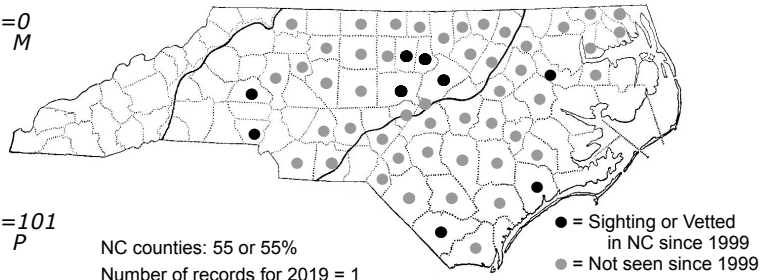 =0
M
=101
P
NC counties: 55 or 55%
Number of records for 2019 = 1
= Sighting or Vetted
in NC since 1999
= Not seen since 1999